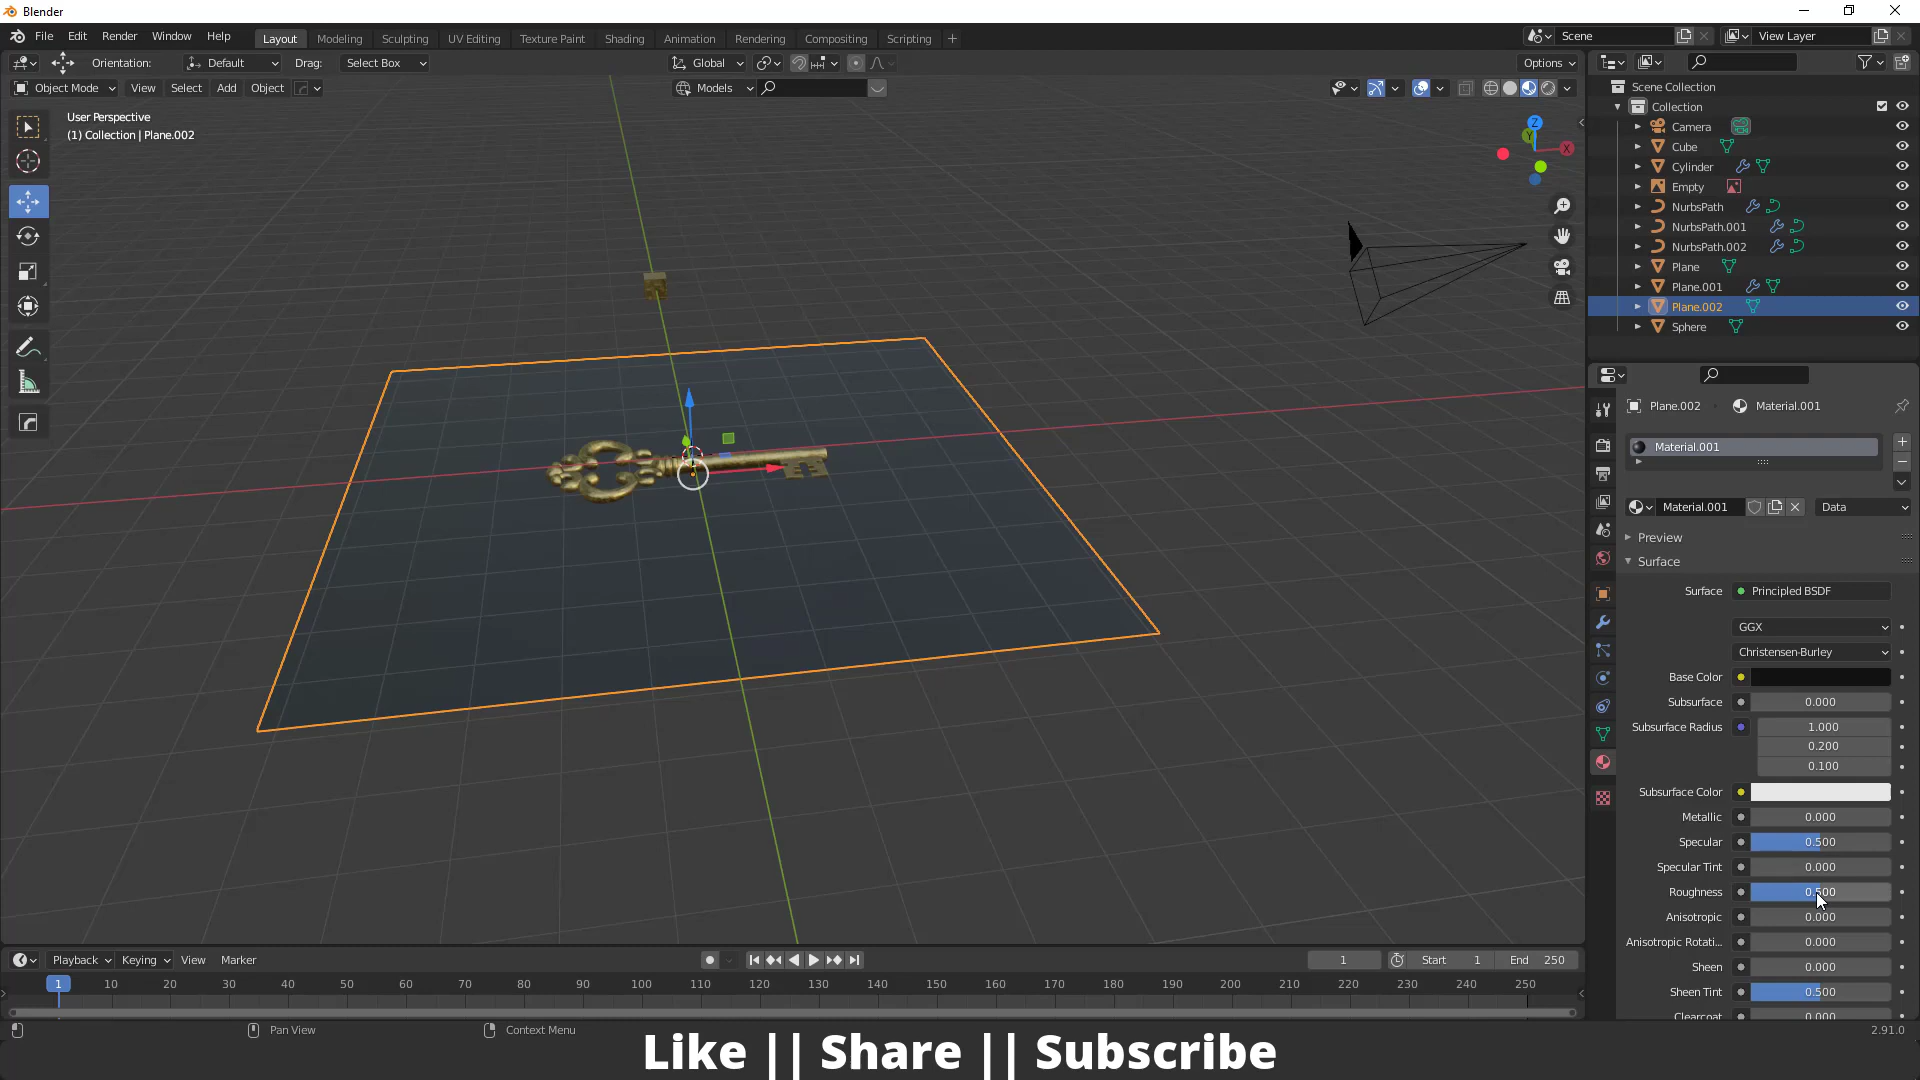 Blender
File Edit Render Window Help
Layout Modeling Sculpting UV Editing Texture Paint Shading Animation Rendering Compositing Scripting +
Scene
View Layer
Orientation: Default Drag: Select Box
Global
Options
Object Mode View Select Add Object
Models
User Perspective
(1) Collection | Plane.002
Z
Y
X
Scene Collection
Collection
Camera
Cube
Cylinder
Empty
NurbsPath
NurbsPath.001
NurbsPath.002
Plane
Plane.001
Plane.002
Sphere
Plane.002 Material.001
Material.001
Material.001 Data
Preview
Surface
Surface Principled BSDF
GGX
Christensen-Burley
Base Color
Subsurface 0.000
Subsurface Radius 1.000
0.200
0.100
Subsurface Color
Metallic 0.000
Specular 0.500
Specular Tint 0.000
Roughness 0.500
Anisotropic 0.000
Anisotropic Rotati... 0.000
Sheen 0.000
Sheen Tint 0.500
Clearcoat 0.000
Playback Keying View Marker
1 Start 1 End 250
1 10 20 30 40 50 60 70 80 90 100 110 120 130 140 150 160 170 180 190 200 210 220 230 240 250
Pan View
Context Menu
2.91.0
Like || Share || Subscribe